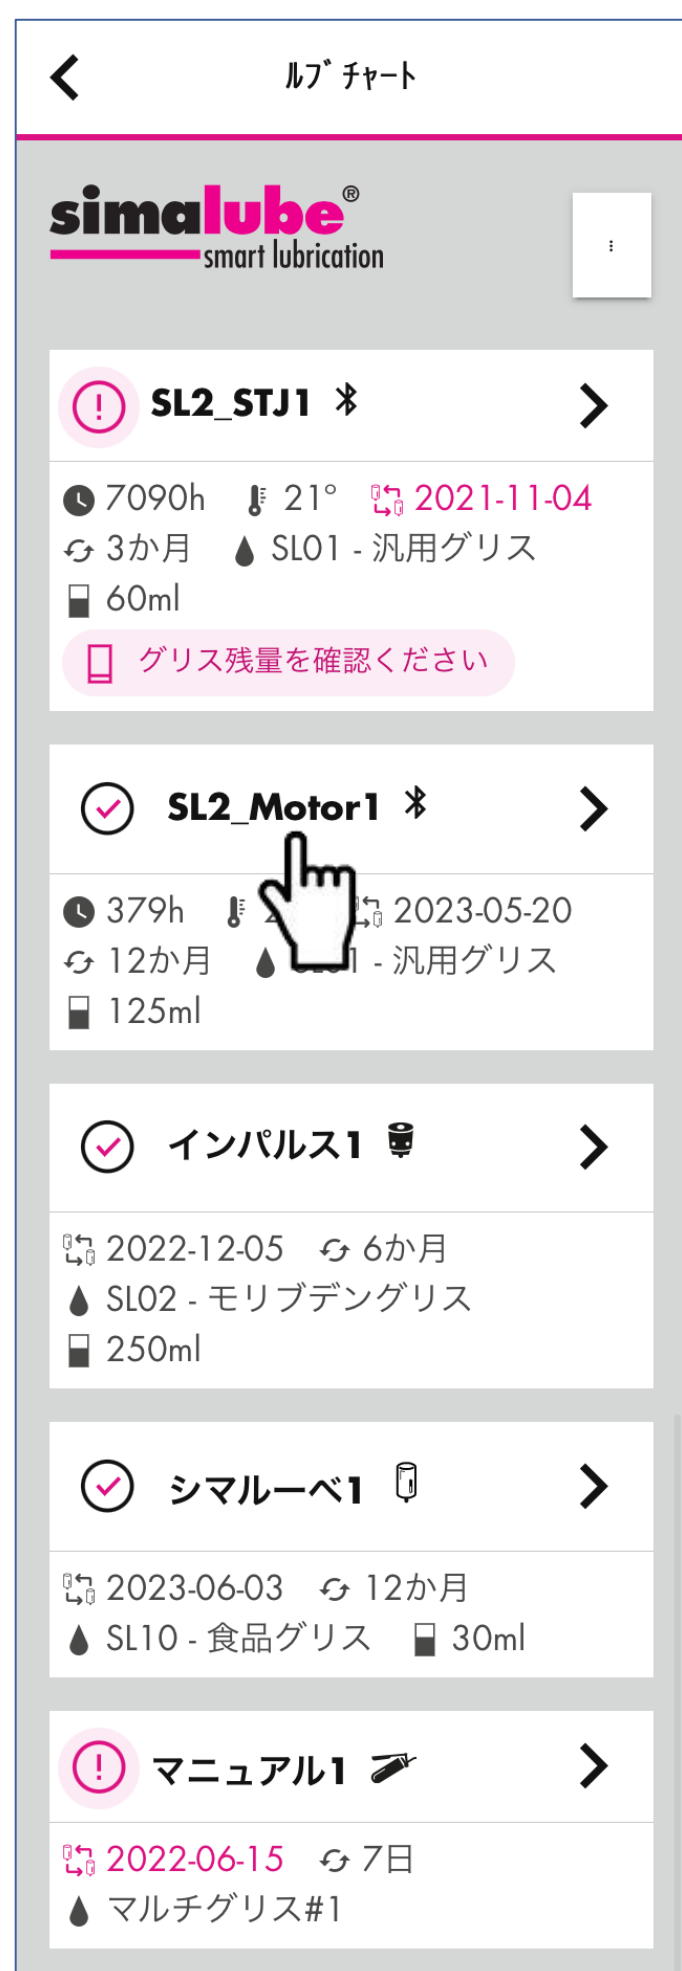 ルブチャート
simalube®
smart lubrication
SL2_STJ1
7090h 21° 2021-11-04
3か月 SL01 - 汎用グリス
60ml
グリス残量を確認ください
SL2_Motor1
379h 2023-05-20
12か月 - 汎用グリス
125ml
インパルス1
2022-12-05 6か月
SL02 - モリブデングリス
250ml
シマルーベ1
2023-06-03 12か月
SL10 - 食品グリス 30ml
マニュアル1
2022-06-15 7日
マルチグリス#1